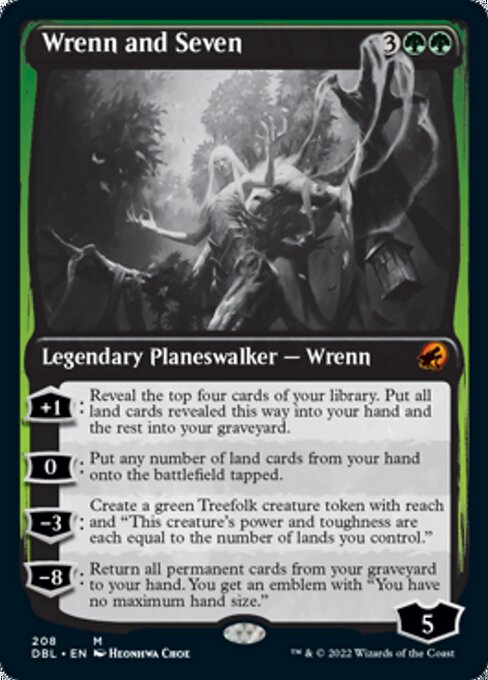 Wrenn and Seven 3
Legendary Planeswalker — Wrenn
+1 : Reveal the top four cards of your library. Put all
land cards revealed this way into your hand and
the rest into your graveyard.
0 : Put any number of land cards from your hand
onto the battlefield tapped.
−3 : Create a green Treefolk creature token with reach
and “This creature’s power and toughness are
each equal to the number of lands you control.”
−8 : Return all permanent cards from your graveyard
to your hand. You get an emblem with “You have
no maximum hand size.”
5
208 M
DBL • EN Heonhwa Choe
™ & © 2022 Wizards of the Coast